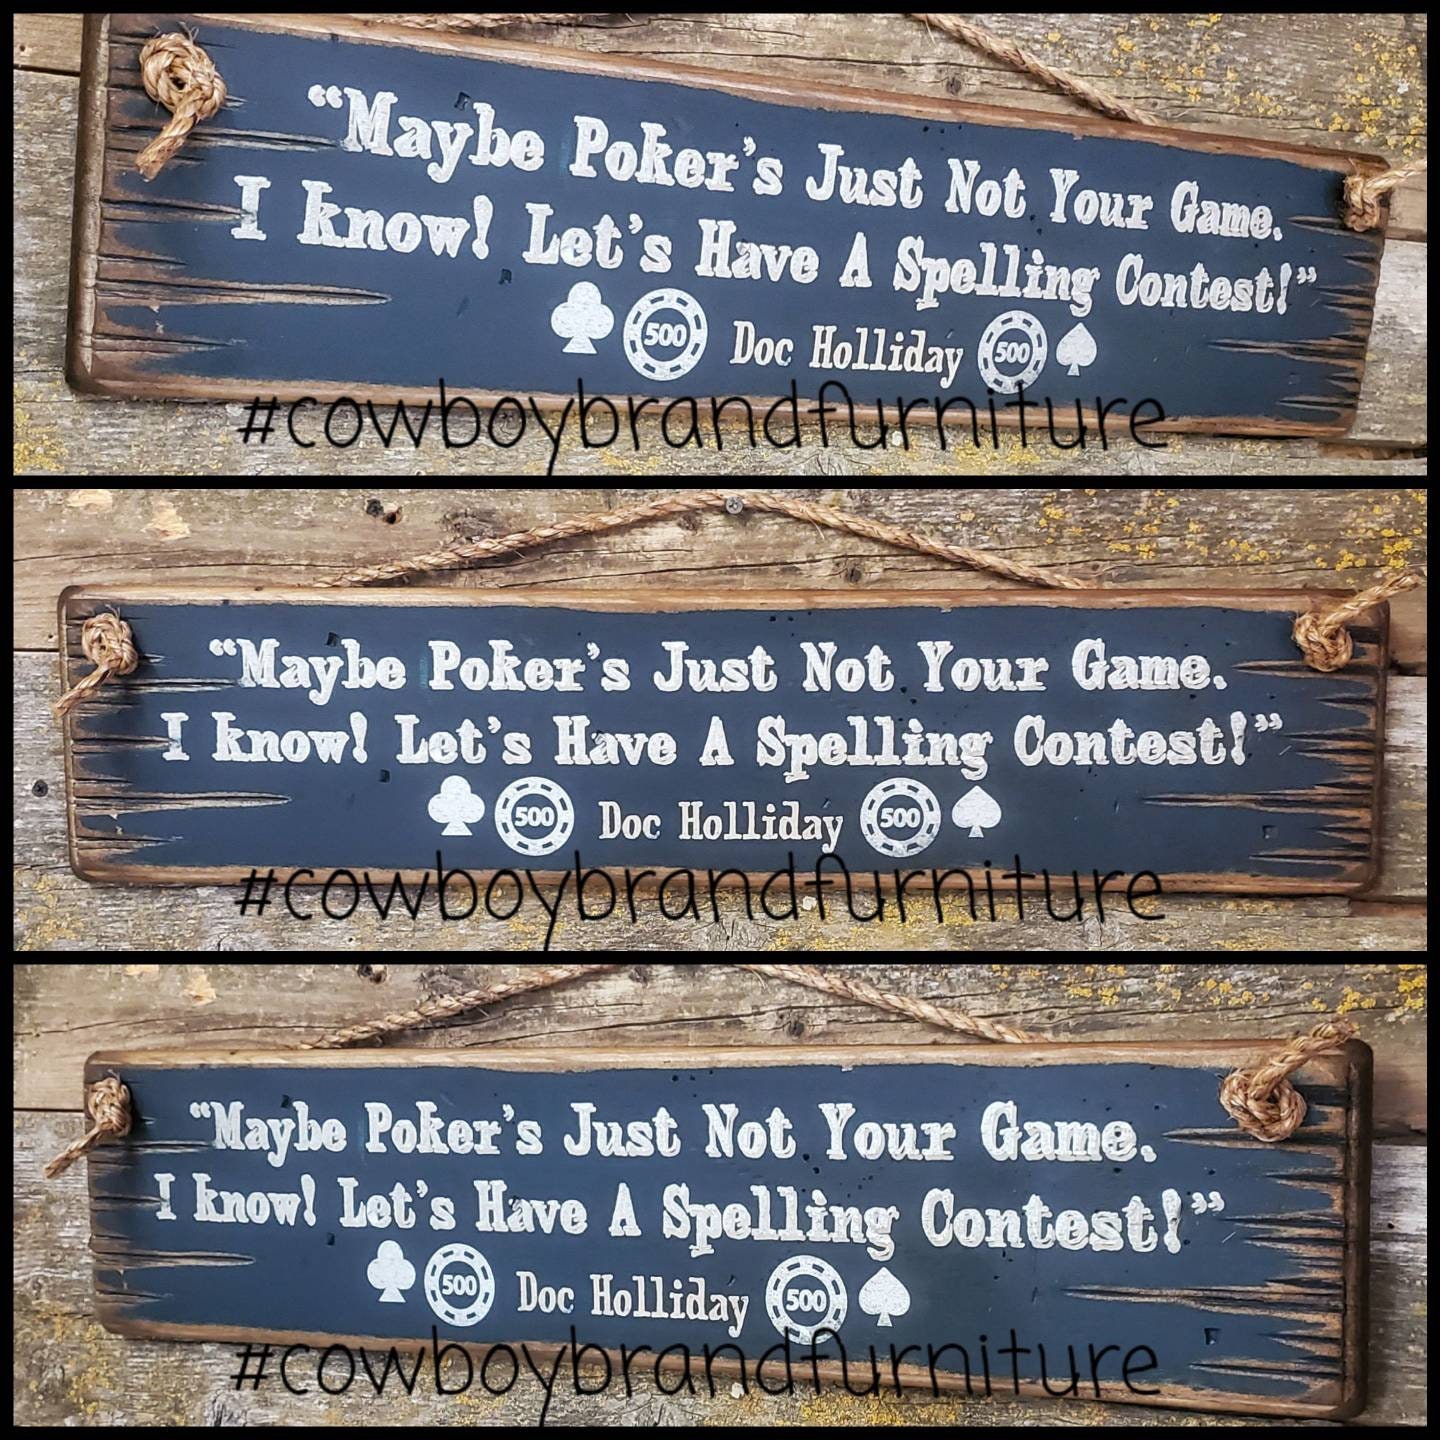 “Maybe Poker’s Just Not Your Game.
I know! Let’s Have A Spelling Contest!”
500 Doc Holliday 500
#cowboybrandfurniture
“Maybe Poker’s Just Not Your Game.
I know! Let’s Have A Spelling Contest!”
500 Doc Holliday 500
#cowboybrandfurniture
“Maybe Poker’s Just Not Your Game.
I know! Let’s Have A Spelling Contest!”
500 Doc Holliday 500
#cowboybrandfurniture